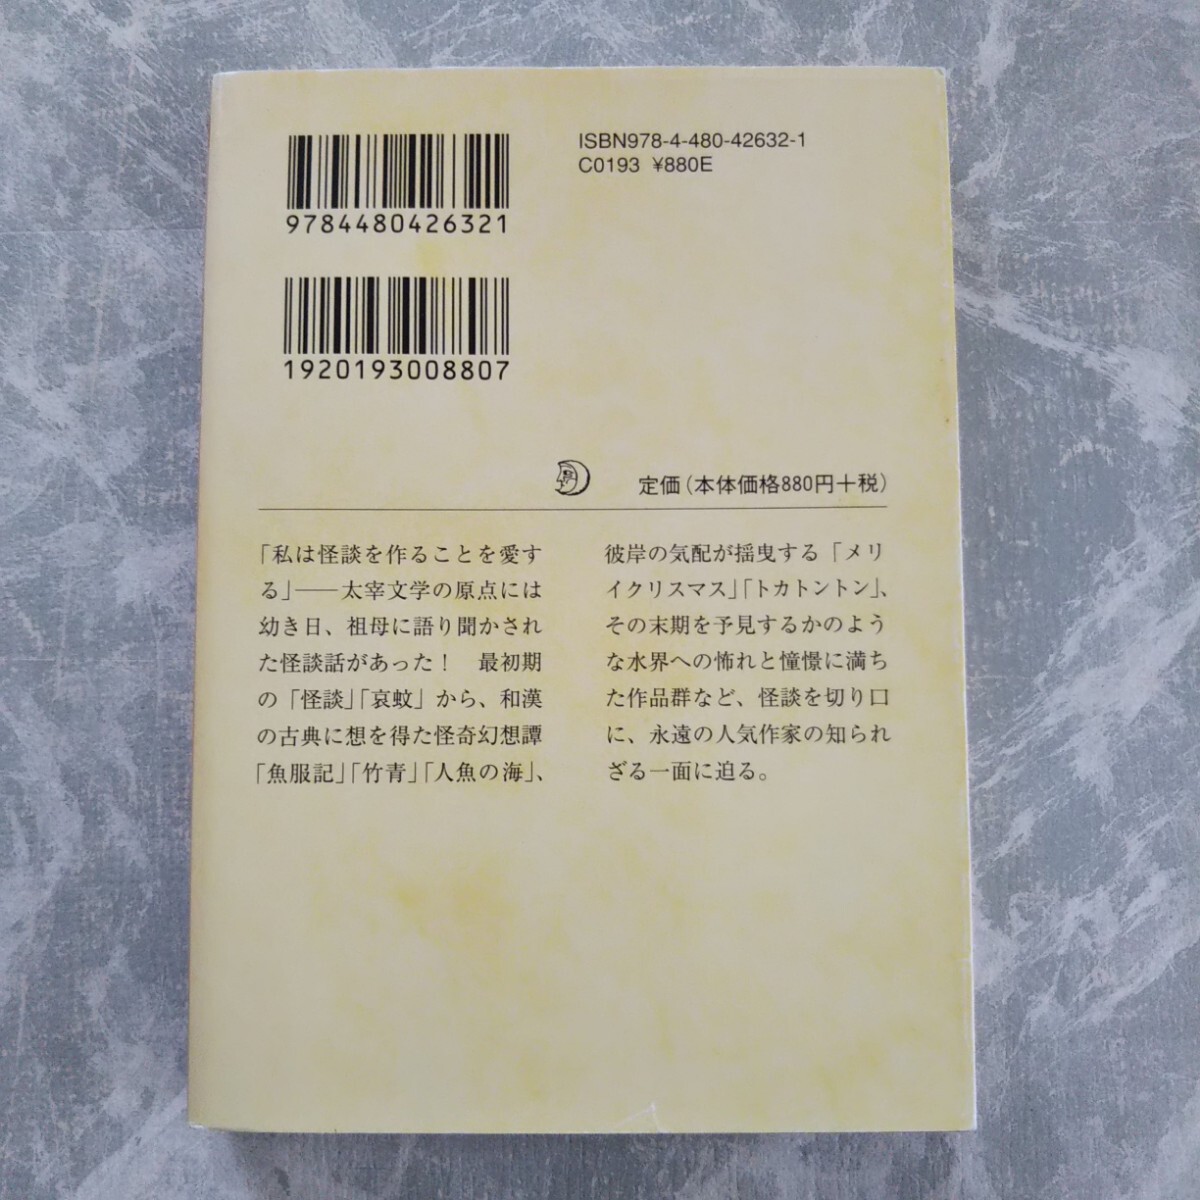 ISBN978-4-480-42632-1
C0193 ¥880E
9784480426321
1920193008807
定価(本体価格880円+税)
「私は怪談を作ることを愛す
る」――太宰文学の原点には
幼き日、祖母に語り聞かされ
た怪談話があった！　最初期
の「怪談」「哀蚊」から、和漢
の古典に想を得た怪奇幻想譚
「魚服記」「竹青」「人魚の海」、
彼岸の気配が揺曳する「メリ
イクリスマス」「トカトントン」、
その末期を予見するかのよう
な水界への怖れと憧憬に満ち
た作品群など、怪談を切り口
に、永遠の人気作家の知られ
ざる一面に迫る。